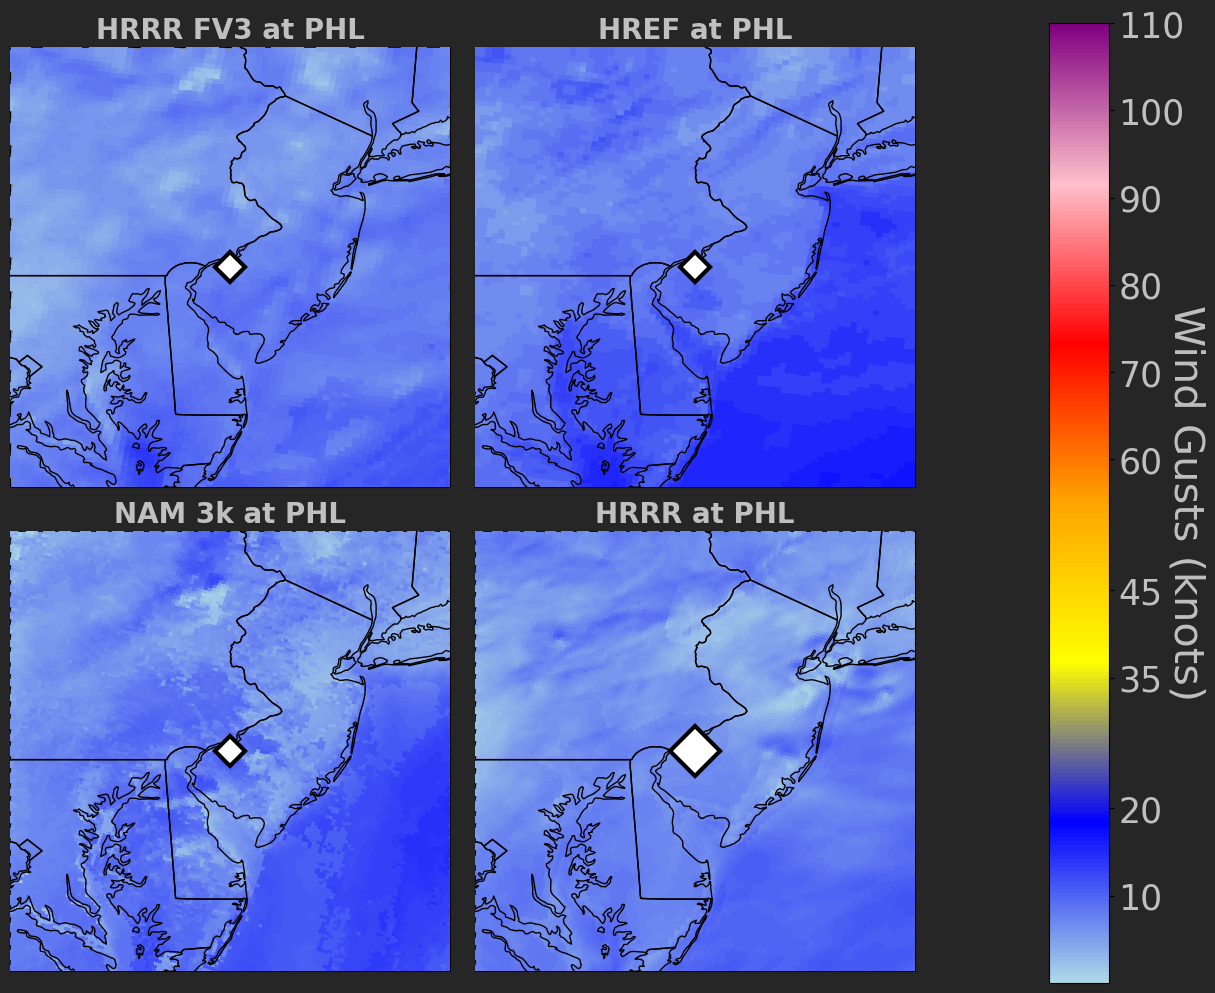 HRRR FV3 at PHL
HREF at PHL
NAM 3k at PHL
HRRR at PHL
110
100
90
80
70
60
45
35
20
10
Wind Gusts (knots)